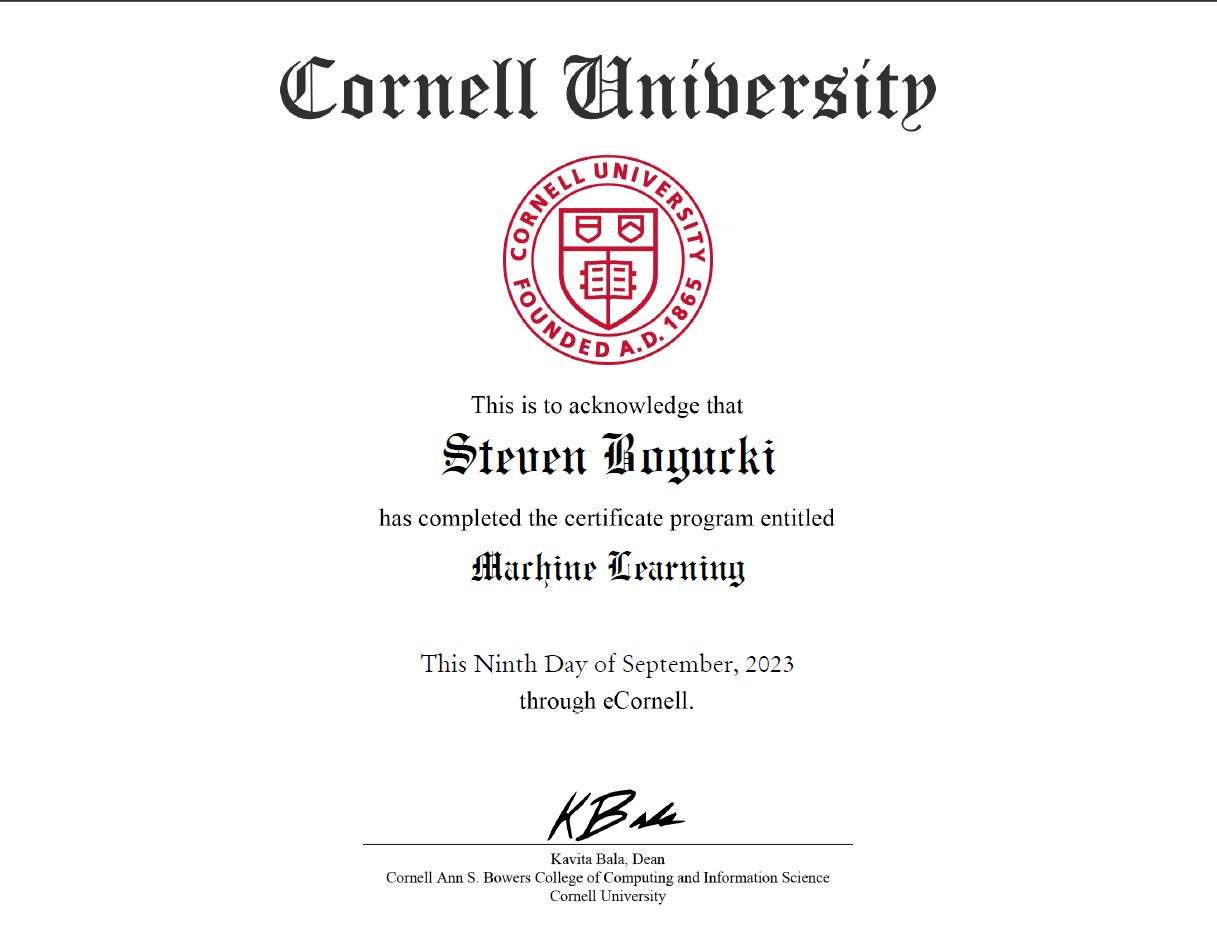 Cornell University
CORNELL UNIVERSITY
FOUNDED A.D. 1865
This is to acknowledge that
Steven Bogucki
has completed the certificate program entitled
Machine Learning
This Ninth Day of September, 2023
through eCornell.
KBala
Kavita Bala, Dean
Cornell Ann S. Bowers College of Computing and Information Science
Cornell University